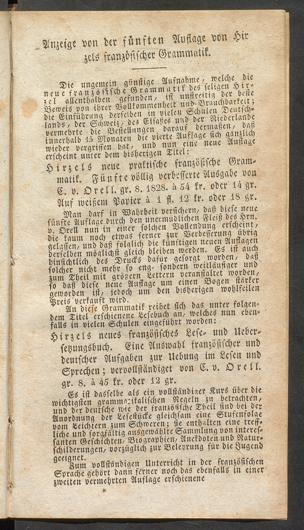 Anzeige von der fünften Auflage von Hir
zels französischer Grammatik.
Die ungemein günstige Aufnahme, welche die
neue französische Grammatik des seligen Hir
zel allenthalben gefunden, ist unstreitig der beste
Beweis von ihrer Vollkommenheit und Brauchbarkeit;
die Einführung derselben in vielen Schulen Deutsch-
lands, der Schweiz, des Elsaßes und der Niederlande
vermehrte die Bestellungen darauf dermaßen, daß
innerhalb 15 Monaten die vierte Auflage sich gänzlich
wieder vergriffen hat, und nun eine neue Auflage
erscheint unter dem bisherigen Titel:
Hirzels neue praktische französische Gram-
matik. Fünfte völlig verbesserte Ausgabe von
C. v. Orell. gr. 8. 1828. à 54 kr. oder 14 gr.
Auf weißem Papier à 1 fl. 12 kr. oder 18 gr.
Man darf in Wahrheit versichern, daß diese neue
fünfte Auflage durch den unermüdlichen Fleiß des Hrn.
v. Orell nun in einer solchen Vollendung erscheint,
die kaum noch etwas ferner zur Verbesserung übrig
gelassen, und daß folglich die künftigen neuen Auflagen
derselben möglichst gleich bleiben werden. Es ist auch
hinsichtlich des Drucks dafür gesorgt worden, daß
solcher nicht mehr so eng, sondern weitläufiger und
zum Theil mit größern Lettern veranstaltet worden,
so daß diese neue Auflage um einen Bogen stärker
geworden ist, jedoch um den bisherigen wohlfeilen
Preis verkauft wird.
An diese Grammatik reihet sich das unter folgen-
dem Titel erschienene Lesebuch an, welches nun eben-
falls in vielen Schulen eingeführt worden:
Hirzels neues französisches Lese- und Ueber-
setzungsbuch. Eine Auswahl französischer und
deutscher Aufgaben zur Uebung im Lesen und
Sprechen; vervollständiget von C. v. Orell.
gr. 8. à 45 kr. oder 12 gr.
Es ist dasselbe als ein vollständiger Kurs über die
wichtigsten grammatikalischen Regeln zu betrachten,
und der deutsche wie der französische Theil sind bei der
Anordnung der Lesestücke gleichsam eine Stufenfolge
vom Leichtern zum Schweren; sie enthalten eine treff-
liche und sorgfältig ausgewählte Sammlung von interes-
santen Geschichten, Biographien, Anekdoten und Natur-
schilderungen, vorzüglich zur Belehrung für die Jugend
geeignet.
Zum vollständigen Unterricht in der französischen
Sprache gehört dann ferner noch das ebenfalls in einer
zweiten vermehrten Auflage erschienene